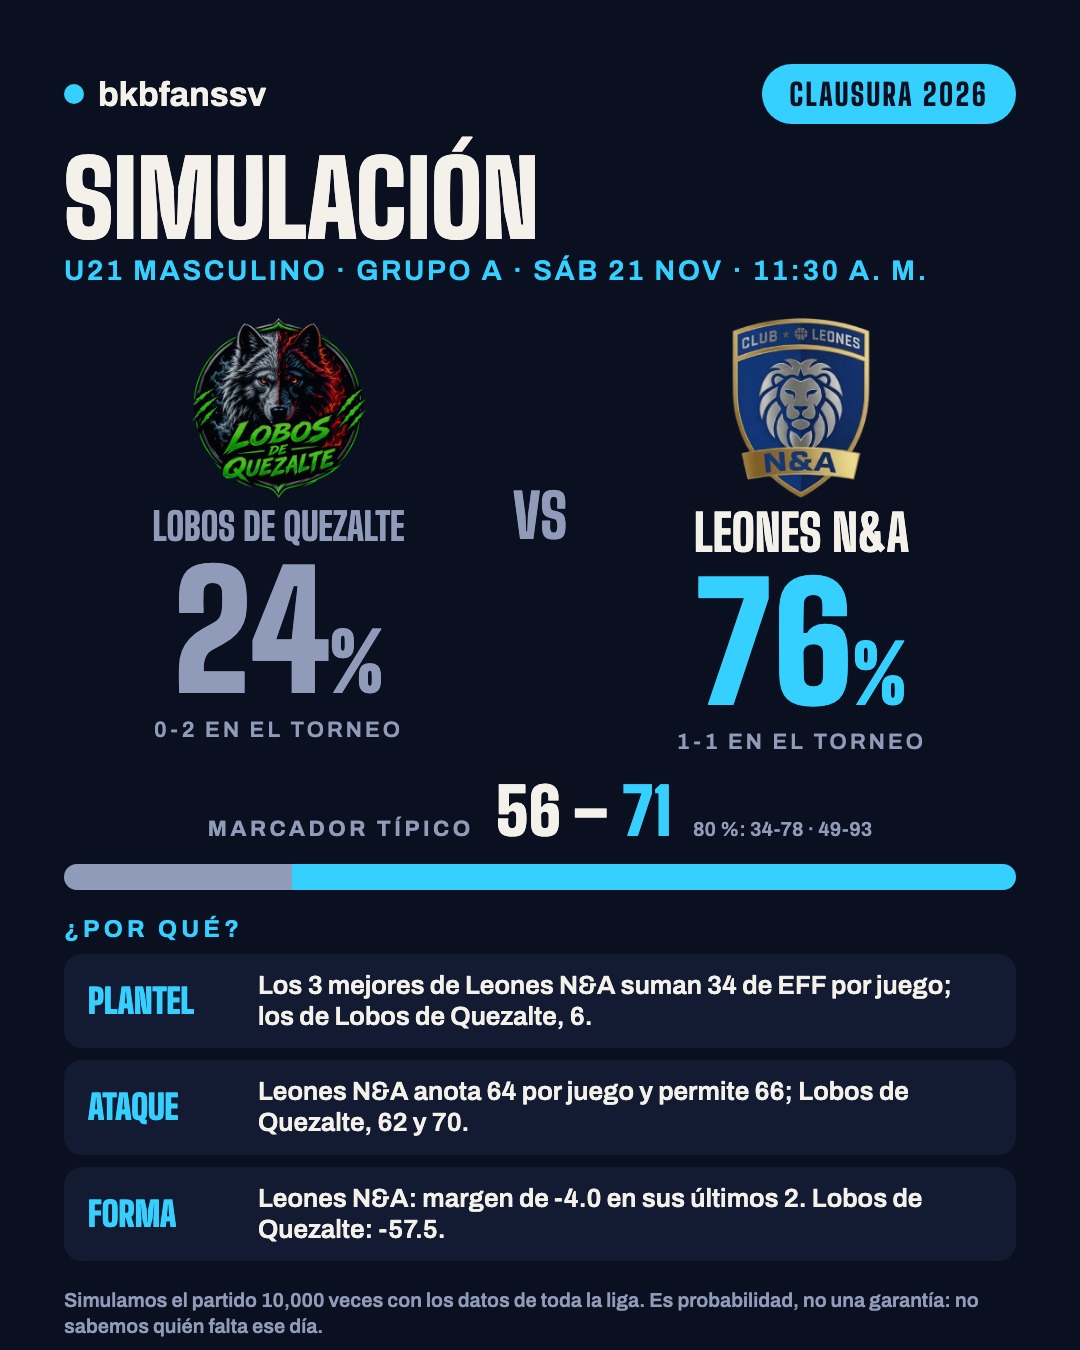 bkbfanssv
CLAUSURA 2026
SIMULACIÓN
U21 MASCULINO · GRUPO A · SÁB 21 NOV · 11:30 A. M.
LOBOS
DE
QUEZALTE
CLUB LEONES
N&A
LOBOS DE QUEZALTE
VS
LEONES N&A
24%
76%
0-2 EN EL TORNEO
1-1 EN EL TORNEO
MARCADOR TÍPICO 56 – 71 80 %: 34-78 · 49-93
¿POR QUÉ?
PLANTEL
Los 3 mejores de Leones N&A suman 34 de EFF por juego;
los de Lobos de Quezalte, 6.
ATAQUE
Leones N&A anota 64 por juego y permite 66; Lobos de
Quezalte, 62 y 70.
FORMA
Leones N&A: margen de -4.0 en sus últimos 2. Lobos de
Quezalte: -57.5.
Simulamos el partido 10,000 veces con los datos de toda la liga. Es probabilidad, no una garantía: no
sabemos quién falta ese día.